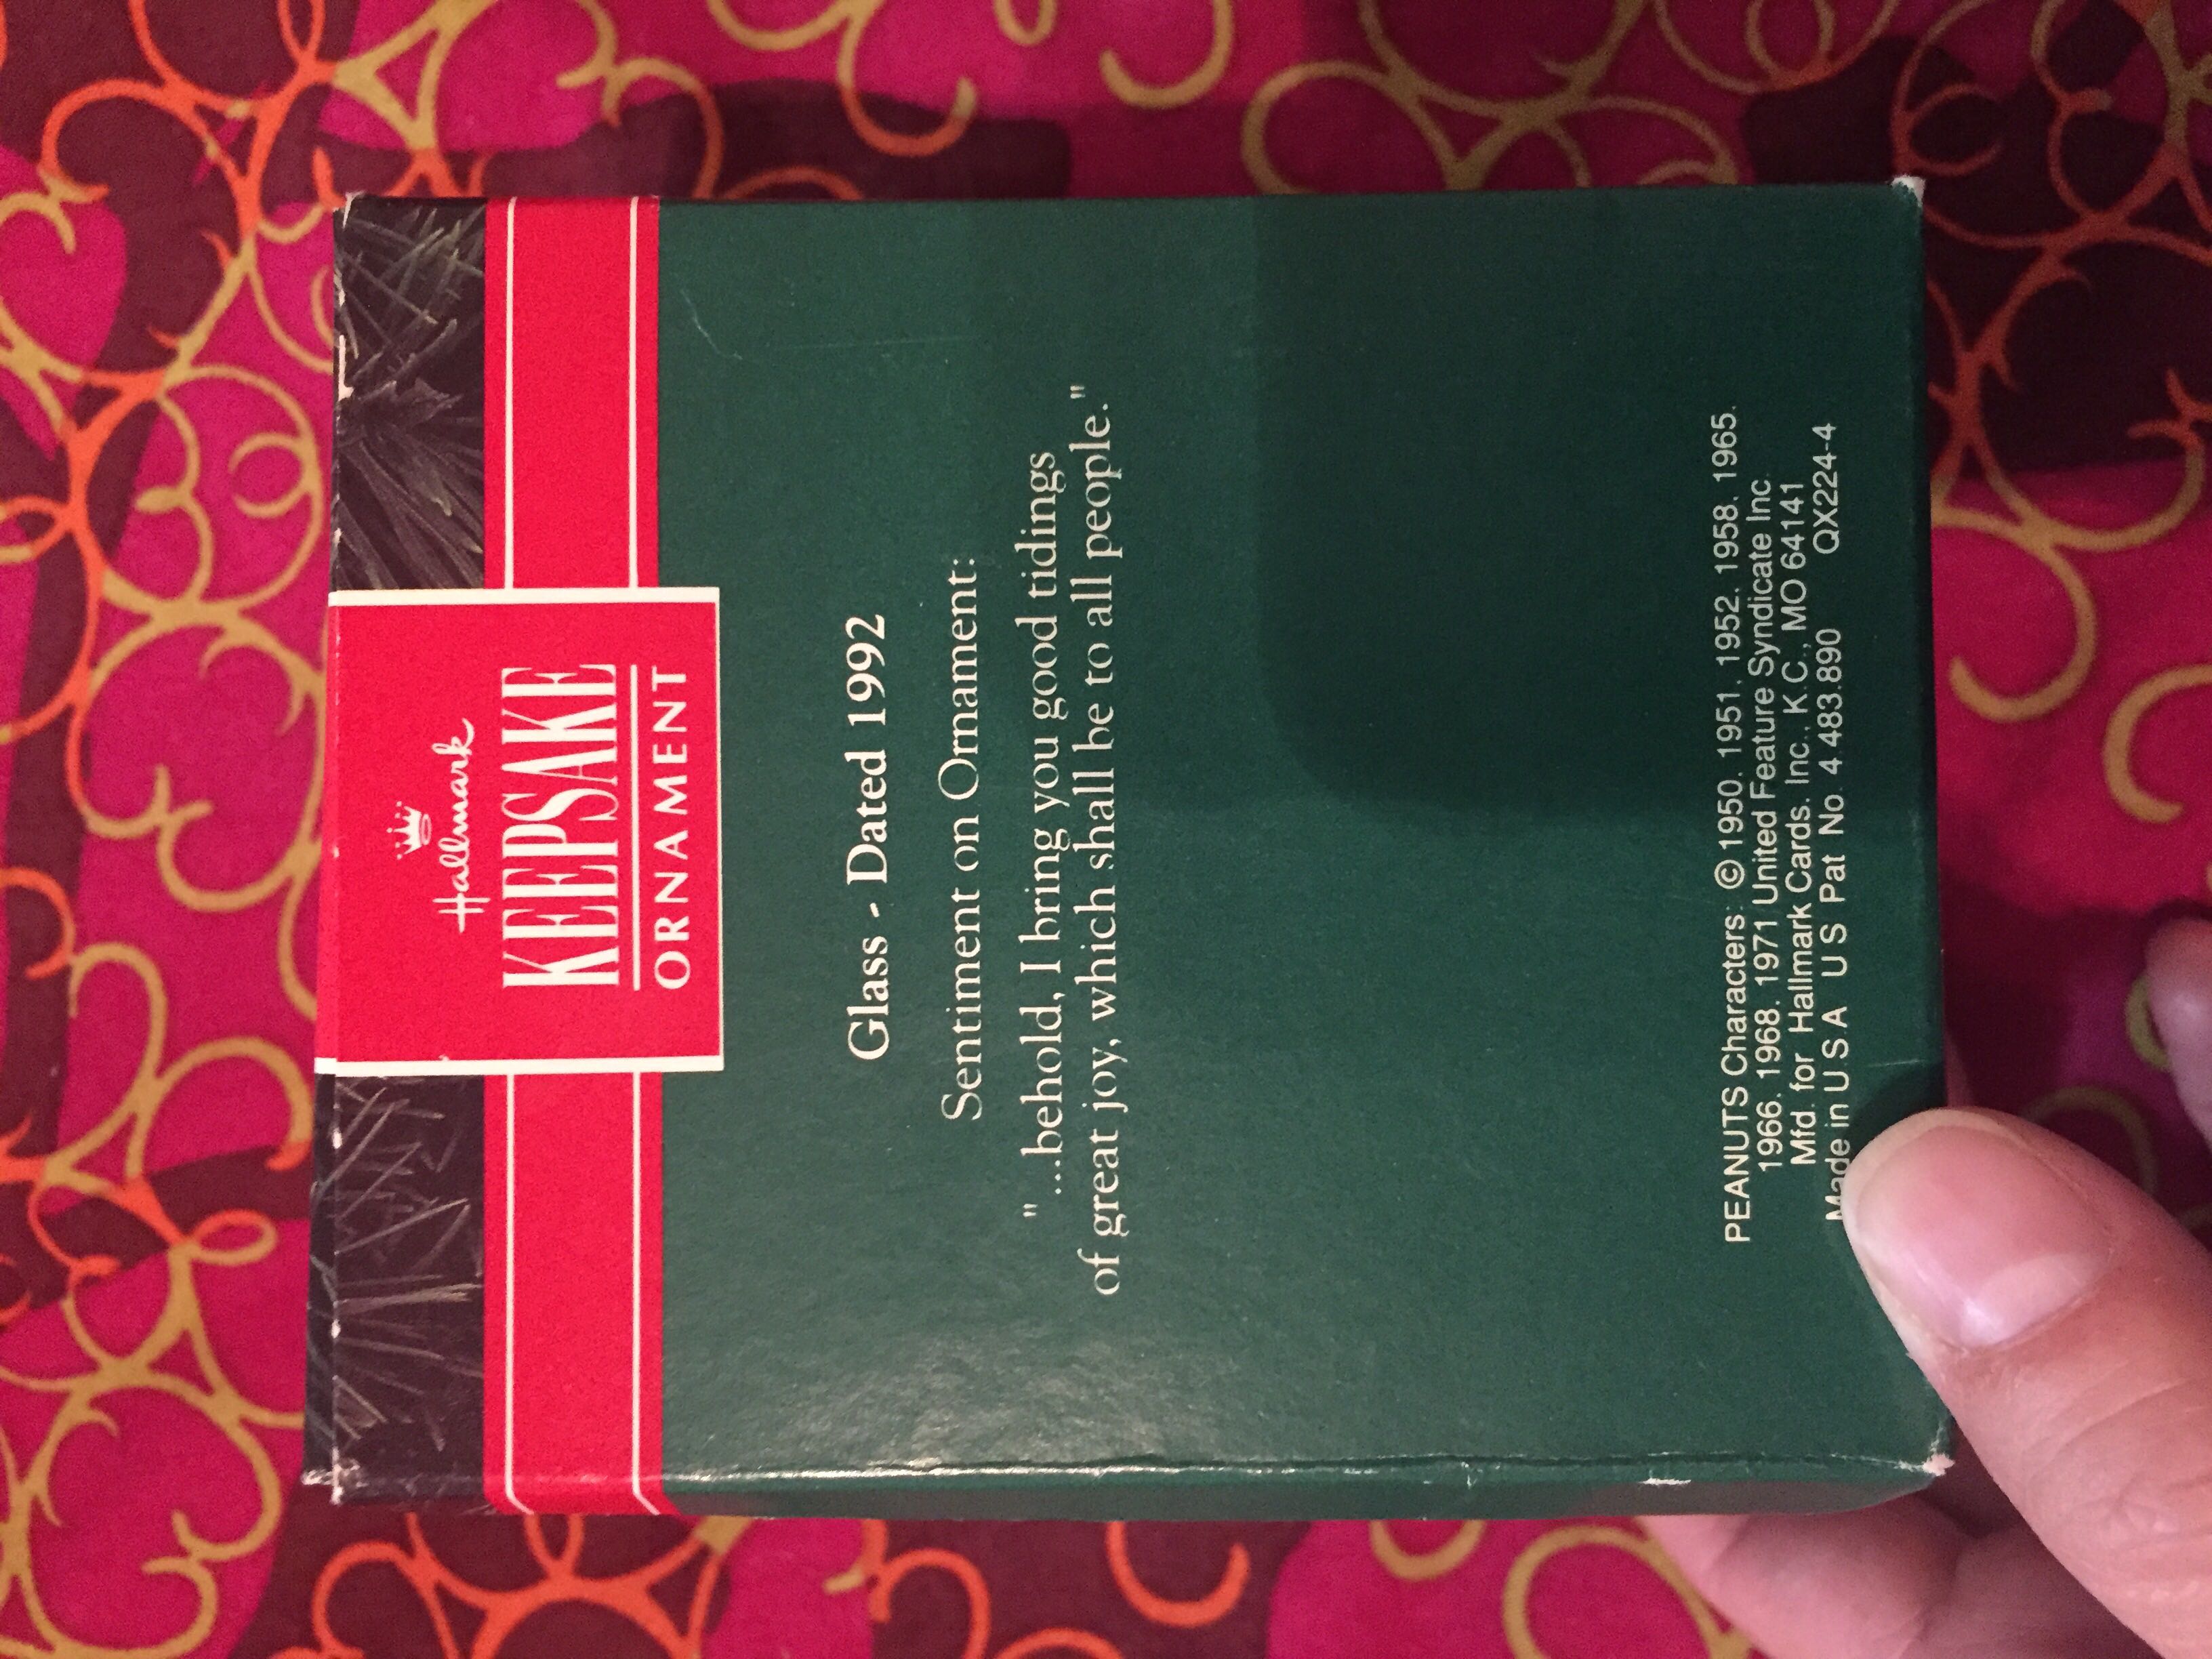 Hallmark
KEEPSAKE
ORNAMENT
Glass - Dated 1992
Sentiment on Ornament:
"...behold, I bring you good tidings
of great joy, which shall be to all people."
PEANUTS Characters: © 1950. 1951. 1952. 1958. 1965.
1966. 1968. 1971 United Feature Syndicate Inc
Mfd. for Hallmark Cards. Inc., K.C., MO 64141
Made in U S A U S Pat No. 4 483.890 QX224-4